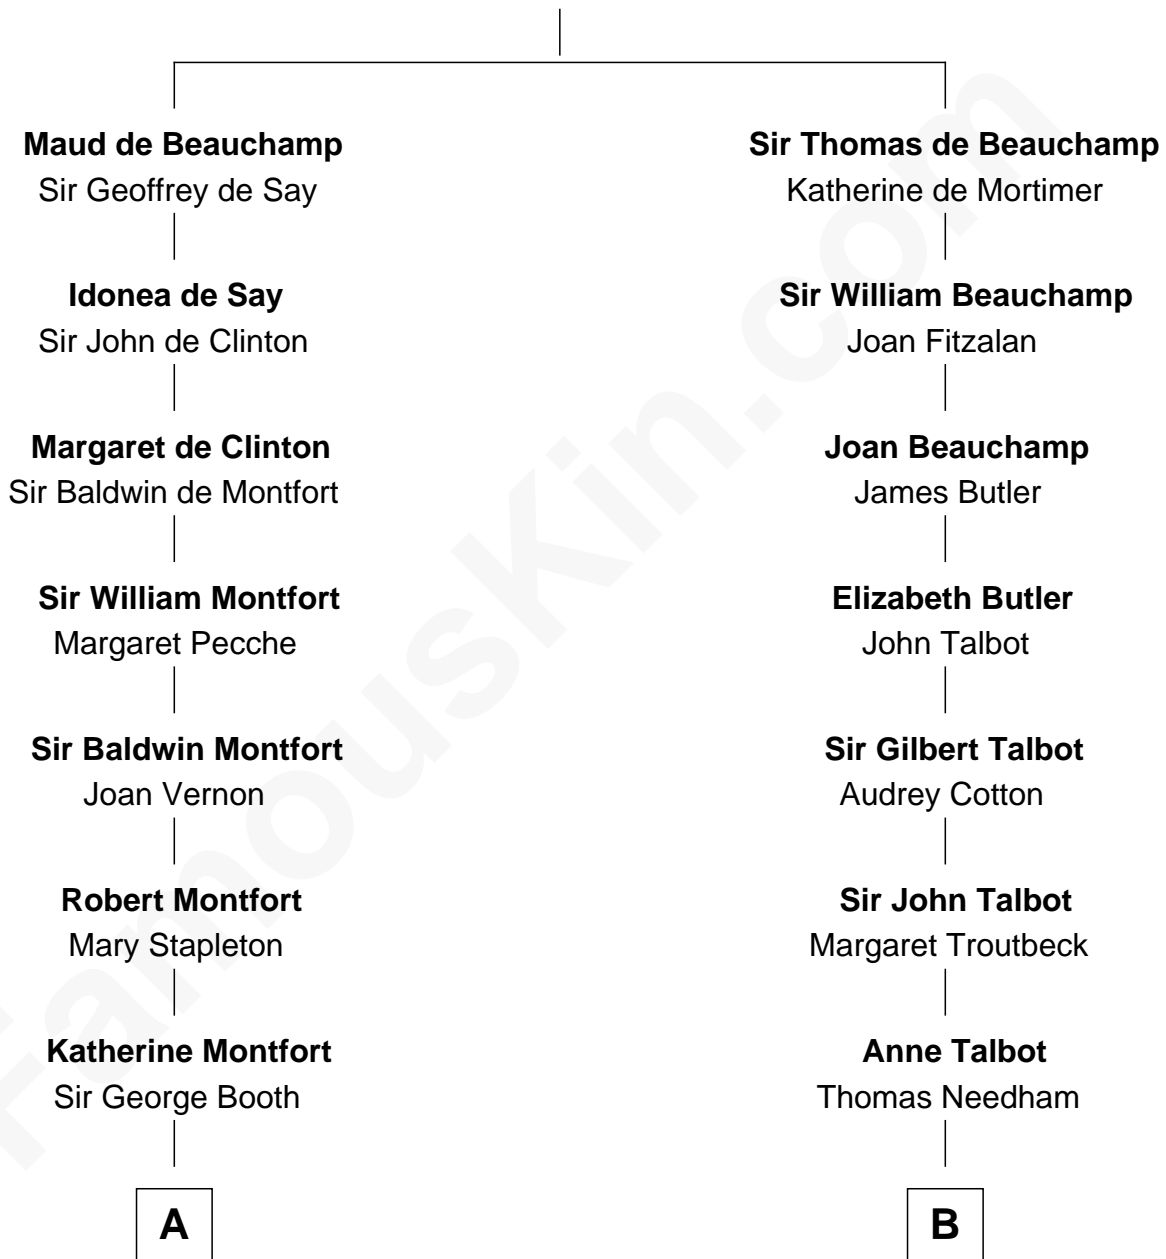 Maud de Beauchamp
Sir Geoffrey de Say
Idonea de Say
Sir John de Clinton
Margaret de Clinton
Sir Baldwin de Montfort
Sir William Montfort
Margaret Pecche
Sir Baldwin Montfort
Joan Vernon
Robert Montfort
Mary Stapleton
Katherine Montfort
Sir George Booth
A
Sir Thomas de Beauchamp
Katherine de Mortimer
Sir William Beauchamp
Joan Fitzalan
Joan Beauchamp
James Butler
Elizabeth Butler
John Talbot
Sir Gilbert Talbot
Audrey Cotton
Sir John Talbot
Margaret Troutbeck
Anne Talbot
Thomas Needham
B
FamousKin.com